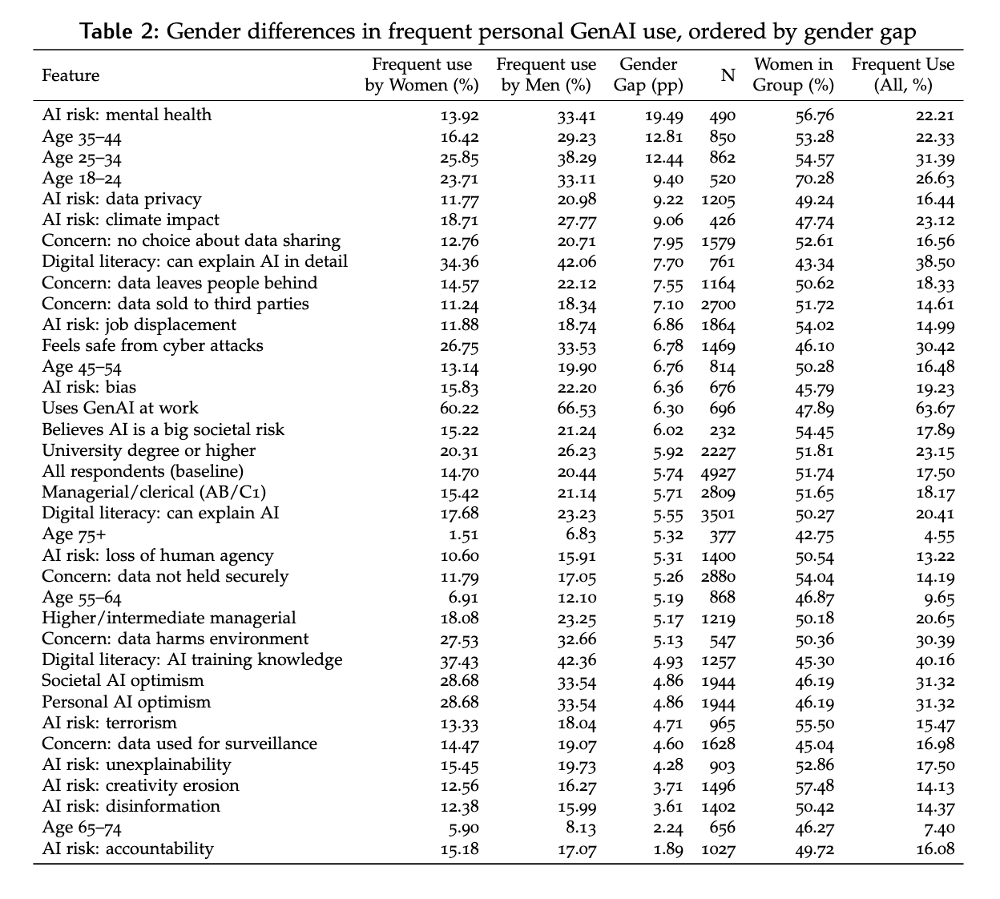 Table 2: Gender differences in frequent personal GenAI use, ordered by gender gap
Feature Frequent use by Women (%) Frequent use by Men (%) Gender Gap (pp) N Women in Group (%) Frequent Use (All, %)
AI risk: mental health 13.92 33.41 19.49 490 56.76 22.21
Age 35–44 16.42 29.23 12.81 850 53.28 22.33
Age 25–34 25.85 38.29 12.44 862 54.57 31.39
Age 18–24 23.71 33.11 9.40 520 70.28 26.63
AI risk: data privacy 11.77 20.98 9.22 1205 49.24 16.44
AI risk: climate impact 18.71 27.77 9.06 426 47.74 23.12
Concern: no choice about data sharing 12.76 20.71 7.95 1579 52.61 16.56
Digital literacy: can explain AI in detail 34.36 42.06 7.70 761 43.34 38.50
Concern: data leaves people behind 14.57 22.12 7.55 1164 50.62 18.33
Concern: data sold to third parties 11.24 18.34 7.10 2700 51.72 14.61
AI risk: job displacement 11.88 18.74 6.86 1864 54.02 14.99
Feels safe from cyber attacks 26.75 33.53 6.78 1469 46.10 30.42
Age 45–54 13.14 19.90 6.76 814 50.28 16.48
AI risk: bias 15.83 22.20 6.36 676 45.79 19.23
Uses GenAI at work 60.22 66.53 6.30 696 47.89 63.67
Believes AI is a big societal risk 15.22 21.24 6.02 232 54.45 17.89
University degree or higher 20.31 26.23 5.92 2227 51.81 23.15
All respondents (baseline) 14.70 20.44 5.74 4927 51.74 17.50
Managerial/clerical (AB/C1) 15.42 21.14 5.71 2809 51.65 18.17
Digital literacy: can explain AI 17.68 23.23 5.55 3501 50.27 20.41
Age 75+ 1.51 6.83 5.32 377 42.75 4.55
AI risk: loss of human agency 10.60 15.91 5.31 1400 50.54 13.22
Concern: data not held securely 11.79 17.05 5.26 2880 54.04 14.19
Age 55–64 6.91 12.10 5.19 868 46.87 9.65
Higher/intermediate managerial 18.08 23.25 5.17 1219 50.18 20.65
Concern: data harms environment 27.53 32.66 5.13 547 50.36 30.39
Digital literacy: AI training knowledge 37.43 42.36 4.93 1257 45.30 40.16
Societal AI optimism 28.68 33.54 4.86 1944 46.19 31.32
Personal AI optimism 28.68 33.54 4.86 1944 46.19 31.32
AI risk: terrorism 13.33 18.04 4.71 965 55.50 15.47
Concern: data used for surveillance 14.47 19.07 4.60 1628 45.04 16.98
AI risk: unexplainability 15.45 19.73 4.28 903 52.86 17.50
AI risk: creativity erosion 12.56 16.27 3.71 1496 57.48 14.13
AI risk: disinformation 12.38 15.99 3.61 1402 50.42 14.37
Age 65–74 5.90 8.13 2.24 656 46.27 7.40
AI risk: accountability 15.18 17.07 1.89 1027 49.72 16.08